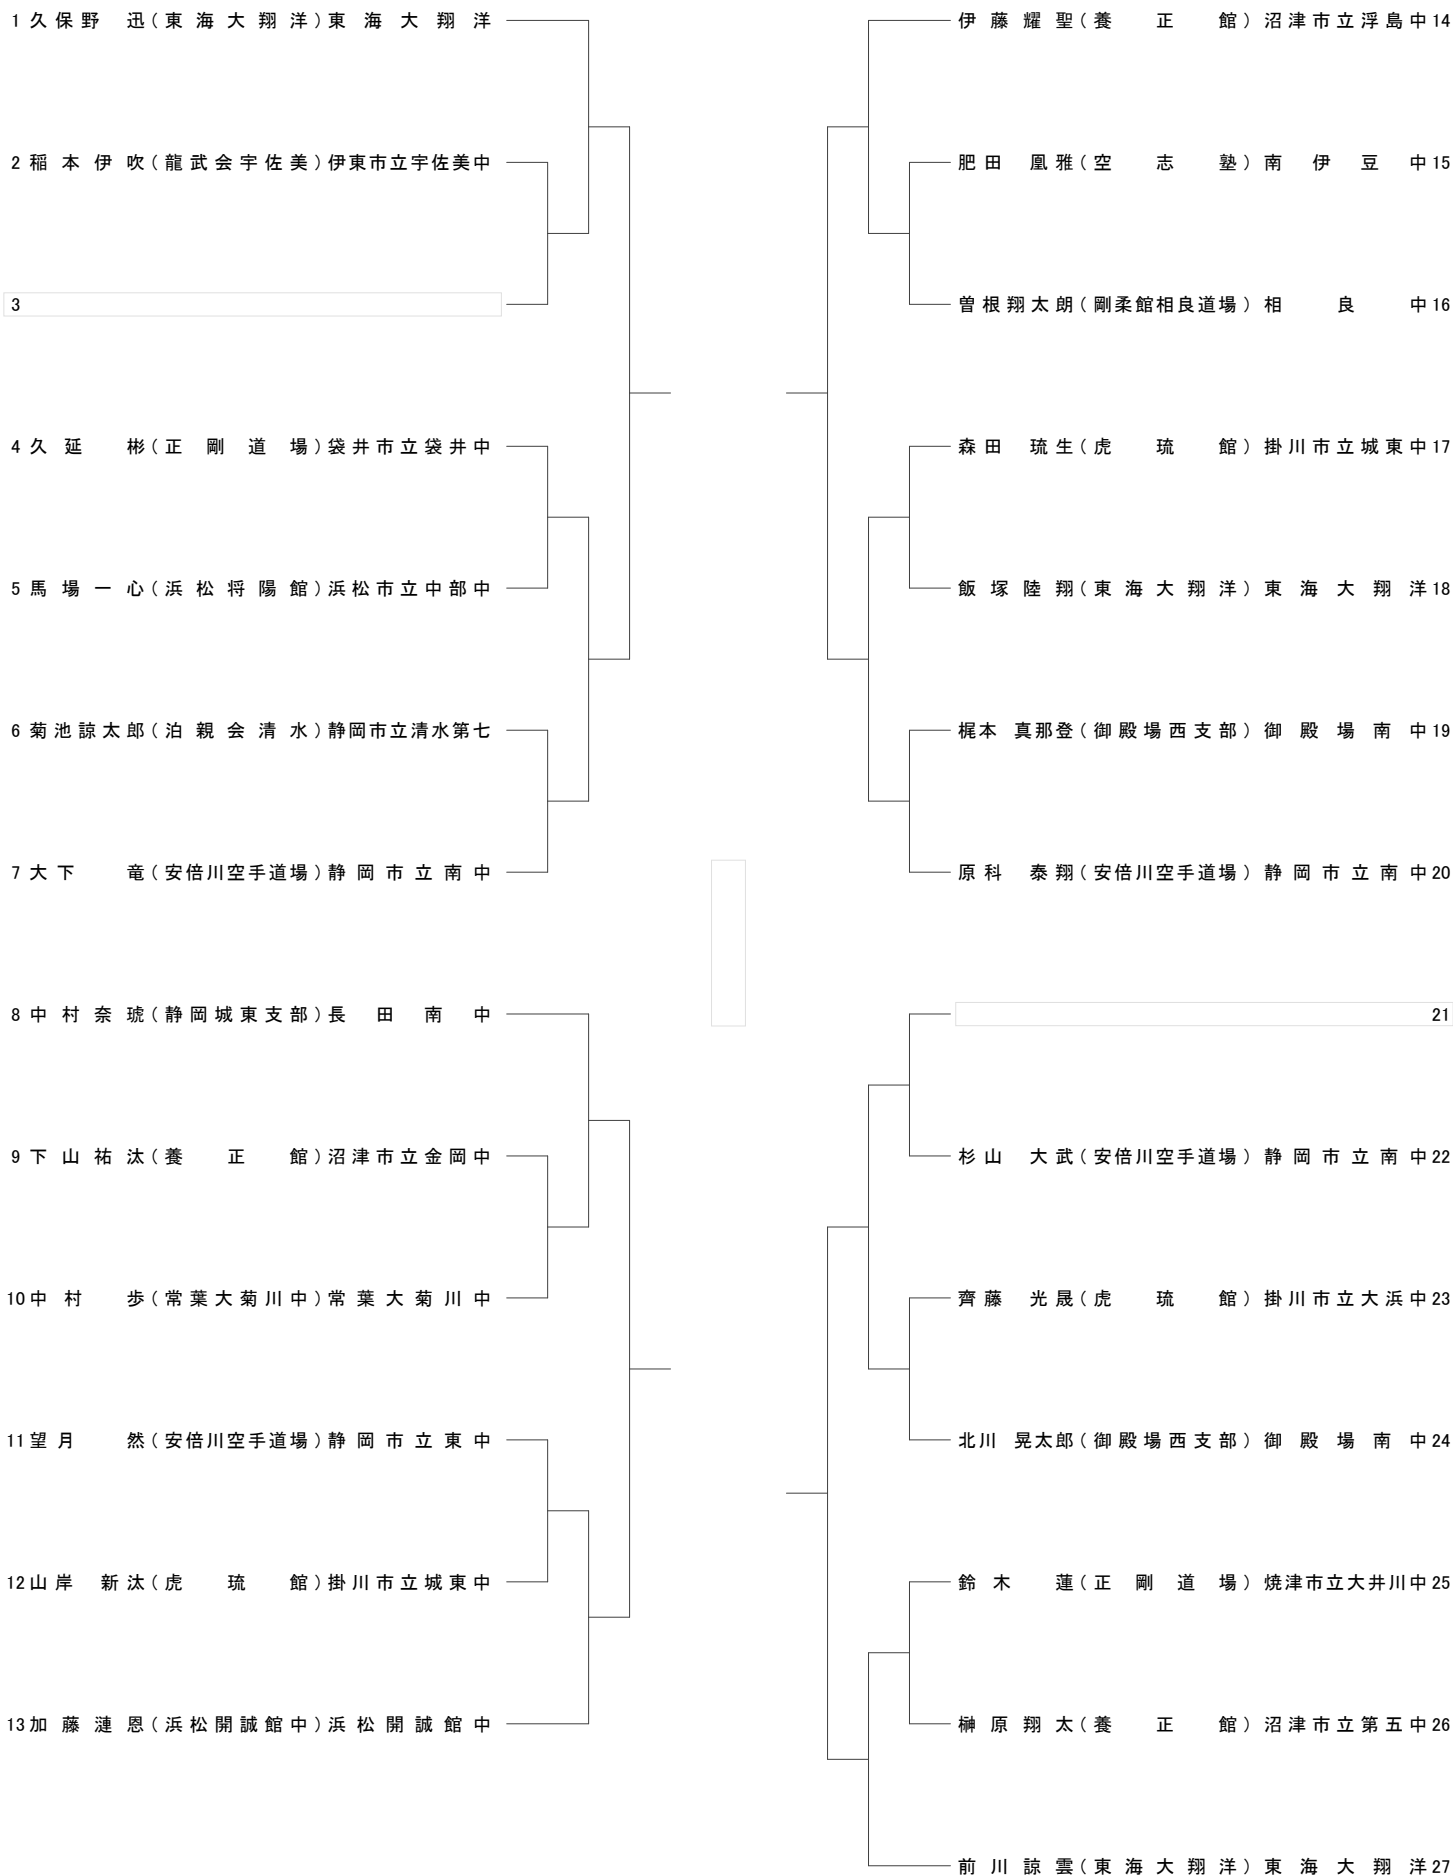 1 久保野 迅(東海大翔洋)東海大翔洋
2 稲本伊吹(龍武会宇佐美)伊東市立宇佐美中
3
4 久延 彬(正剛道場)袋井市立袋井中
5 馬場一心(浜松将陽館)浜松市立中部中
6 菊池諒太郎(泊親会清水)静岡市立清水第七
7 大下 竜(安倍川空手道場)静岡市立南中
8 中村奈琥(静岡城東支部)長田南中
9 下山祐汰(養正館)沼津市立金岡中
10 中村 歩(常葉大菊川中)常葉大菊川中
11 望月 然(安倍川空手道場)静岡市立東中
12 山岸 新汰(虎琉館)掛川市立城東中
13 加藤漣恩(浜松開誠館中)浜松開誠館中
伊藤耀聖(養正館)沼津市立浮島中 14
肥田 凰雅(空志塾)南伊豆中 15
曽根翔太朗(剛柔館相良道場)相良中 16
森田 琉生(虎琉館)掛川市立城東中 17
飯塚陸翔(東海大翔洋)東海大翔洋 18
梶本 真那登(御殿場西支部)御殿場南中 19
原科 泰翔(安倍川空手道場)静岡市立南中 20
21
杉山 大武(安倍川空手道場)静岡市立南中 22
齊藤 光晟(虎琉館)掛川市立大浜中 23
北川 晃太郎(御殿場西支部)御殿場南中 24
鈴木 蓮(正剛道場)焼津市立大井川中 25
榊原翔太(養正館)沼津市立第五中 26
前川諒雲(東海大翔洋)東海大翔洋 27